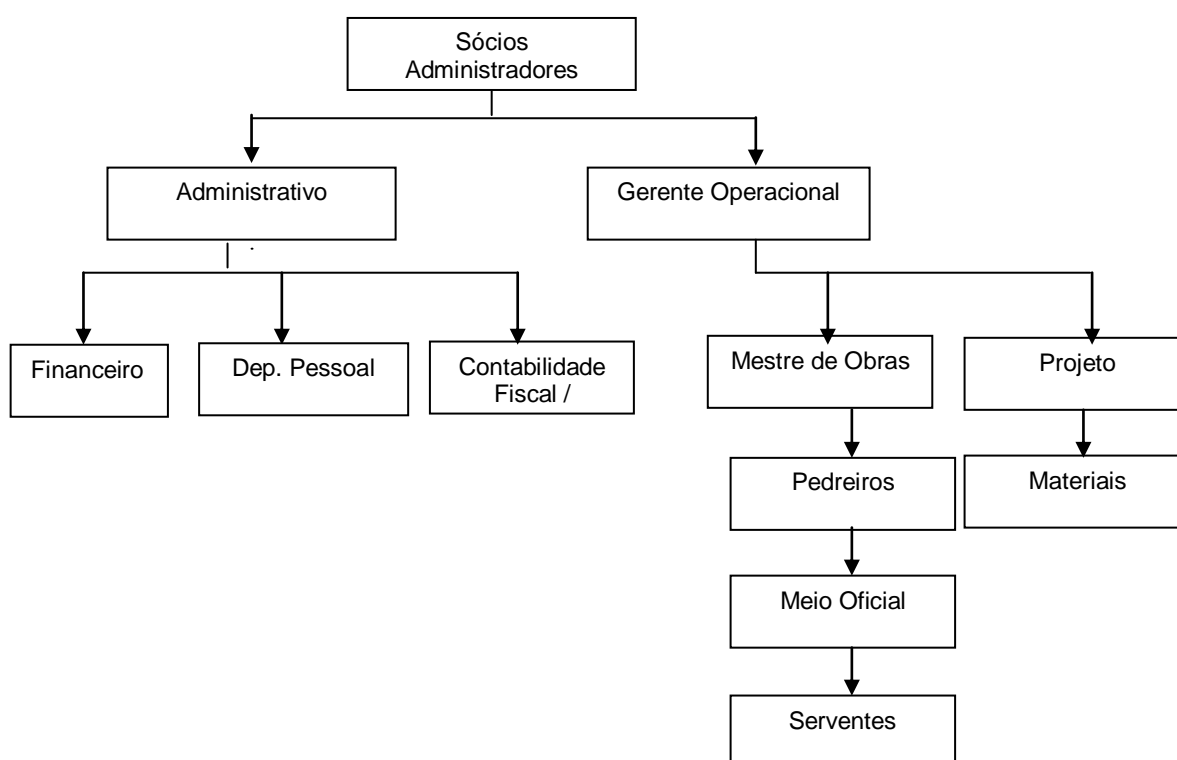 Sócios
Administradores
Administrativo
Gerente Operacional
Financeiro
Dep. Pessoal
Contabilidade
Fiscal /
Mestre de Obras
Projeto
Pedreiros
Materiais
Meio Oficial
Serventes